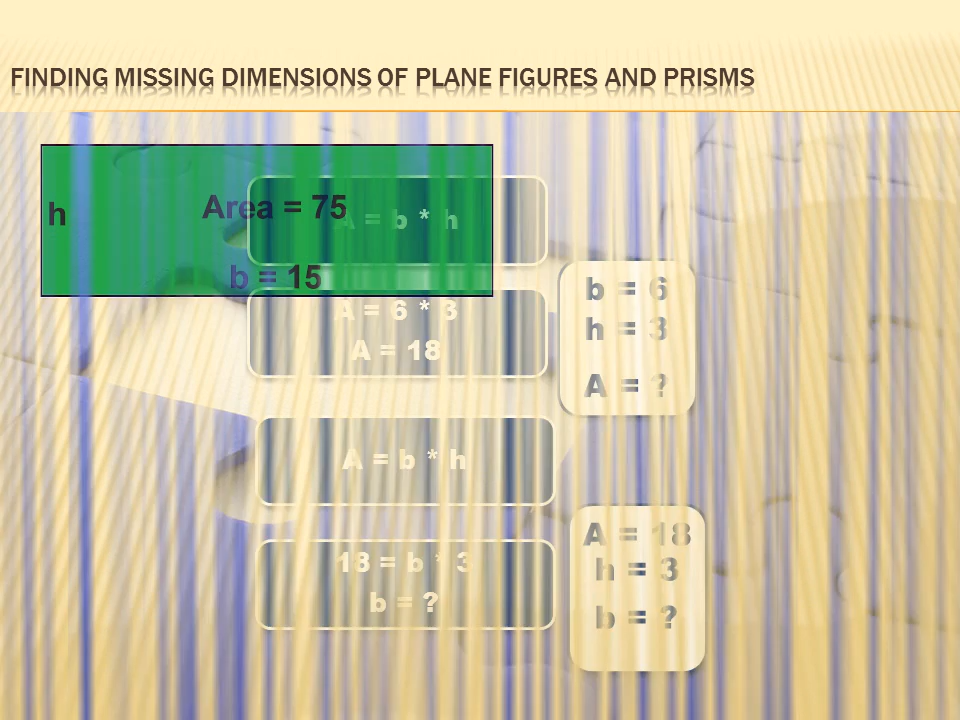 FINDING MISSING DIMENSIONS OF PLANE FIGURES AND PRISMS
h
Area = 75
b = 15
A = b * h
A = 6 * 3
A = 18
b = 6
h = 3
A = ?
A = b * h
18 = b * 3
b = ?
A = 18
h = 3
b = ?